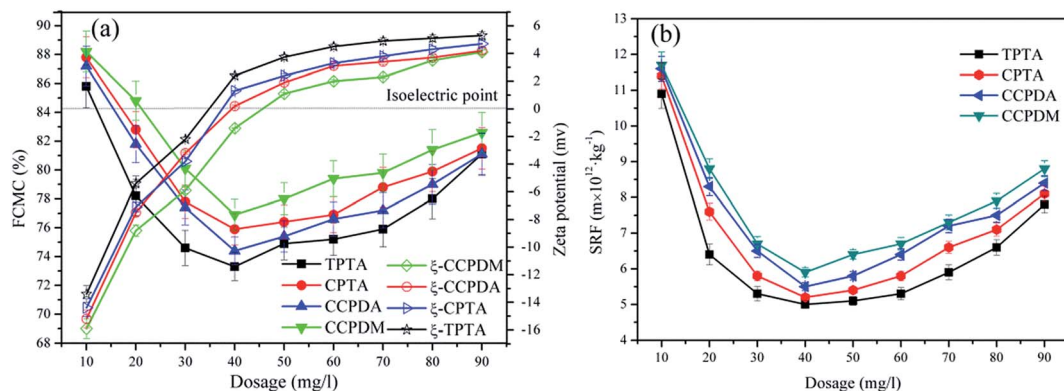 (a)
90
88
86
84
82
80
78
76
74
72
70
68
FCMC (%)
6
4
2
0
-2
-4
-6
-8
-10
-12
-14
-16
Zeta potential (mv)
Isoelectric point
TPTA
CPTA
CCPDA
CCPDM
ξ-CCPDM
ξ-CCPDA
ξ-CPTA
ξ-TPTA
10 20 30 40 50 60 70 80 90
Dosage (mg/l)
(b)
13
12
11
10
9
8
7
6
5
4
SRF (m×10¹²·kg⁻¹)
TPTA
CPTA
CCPDA
CCPDM
10 20 30 40 50 60 70 80 90
Dosage (mg/l)